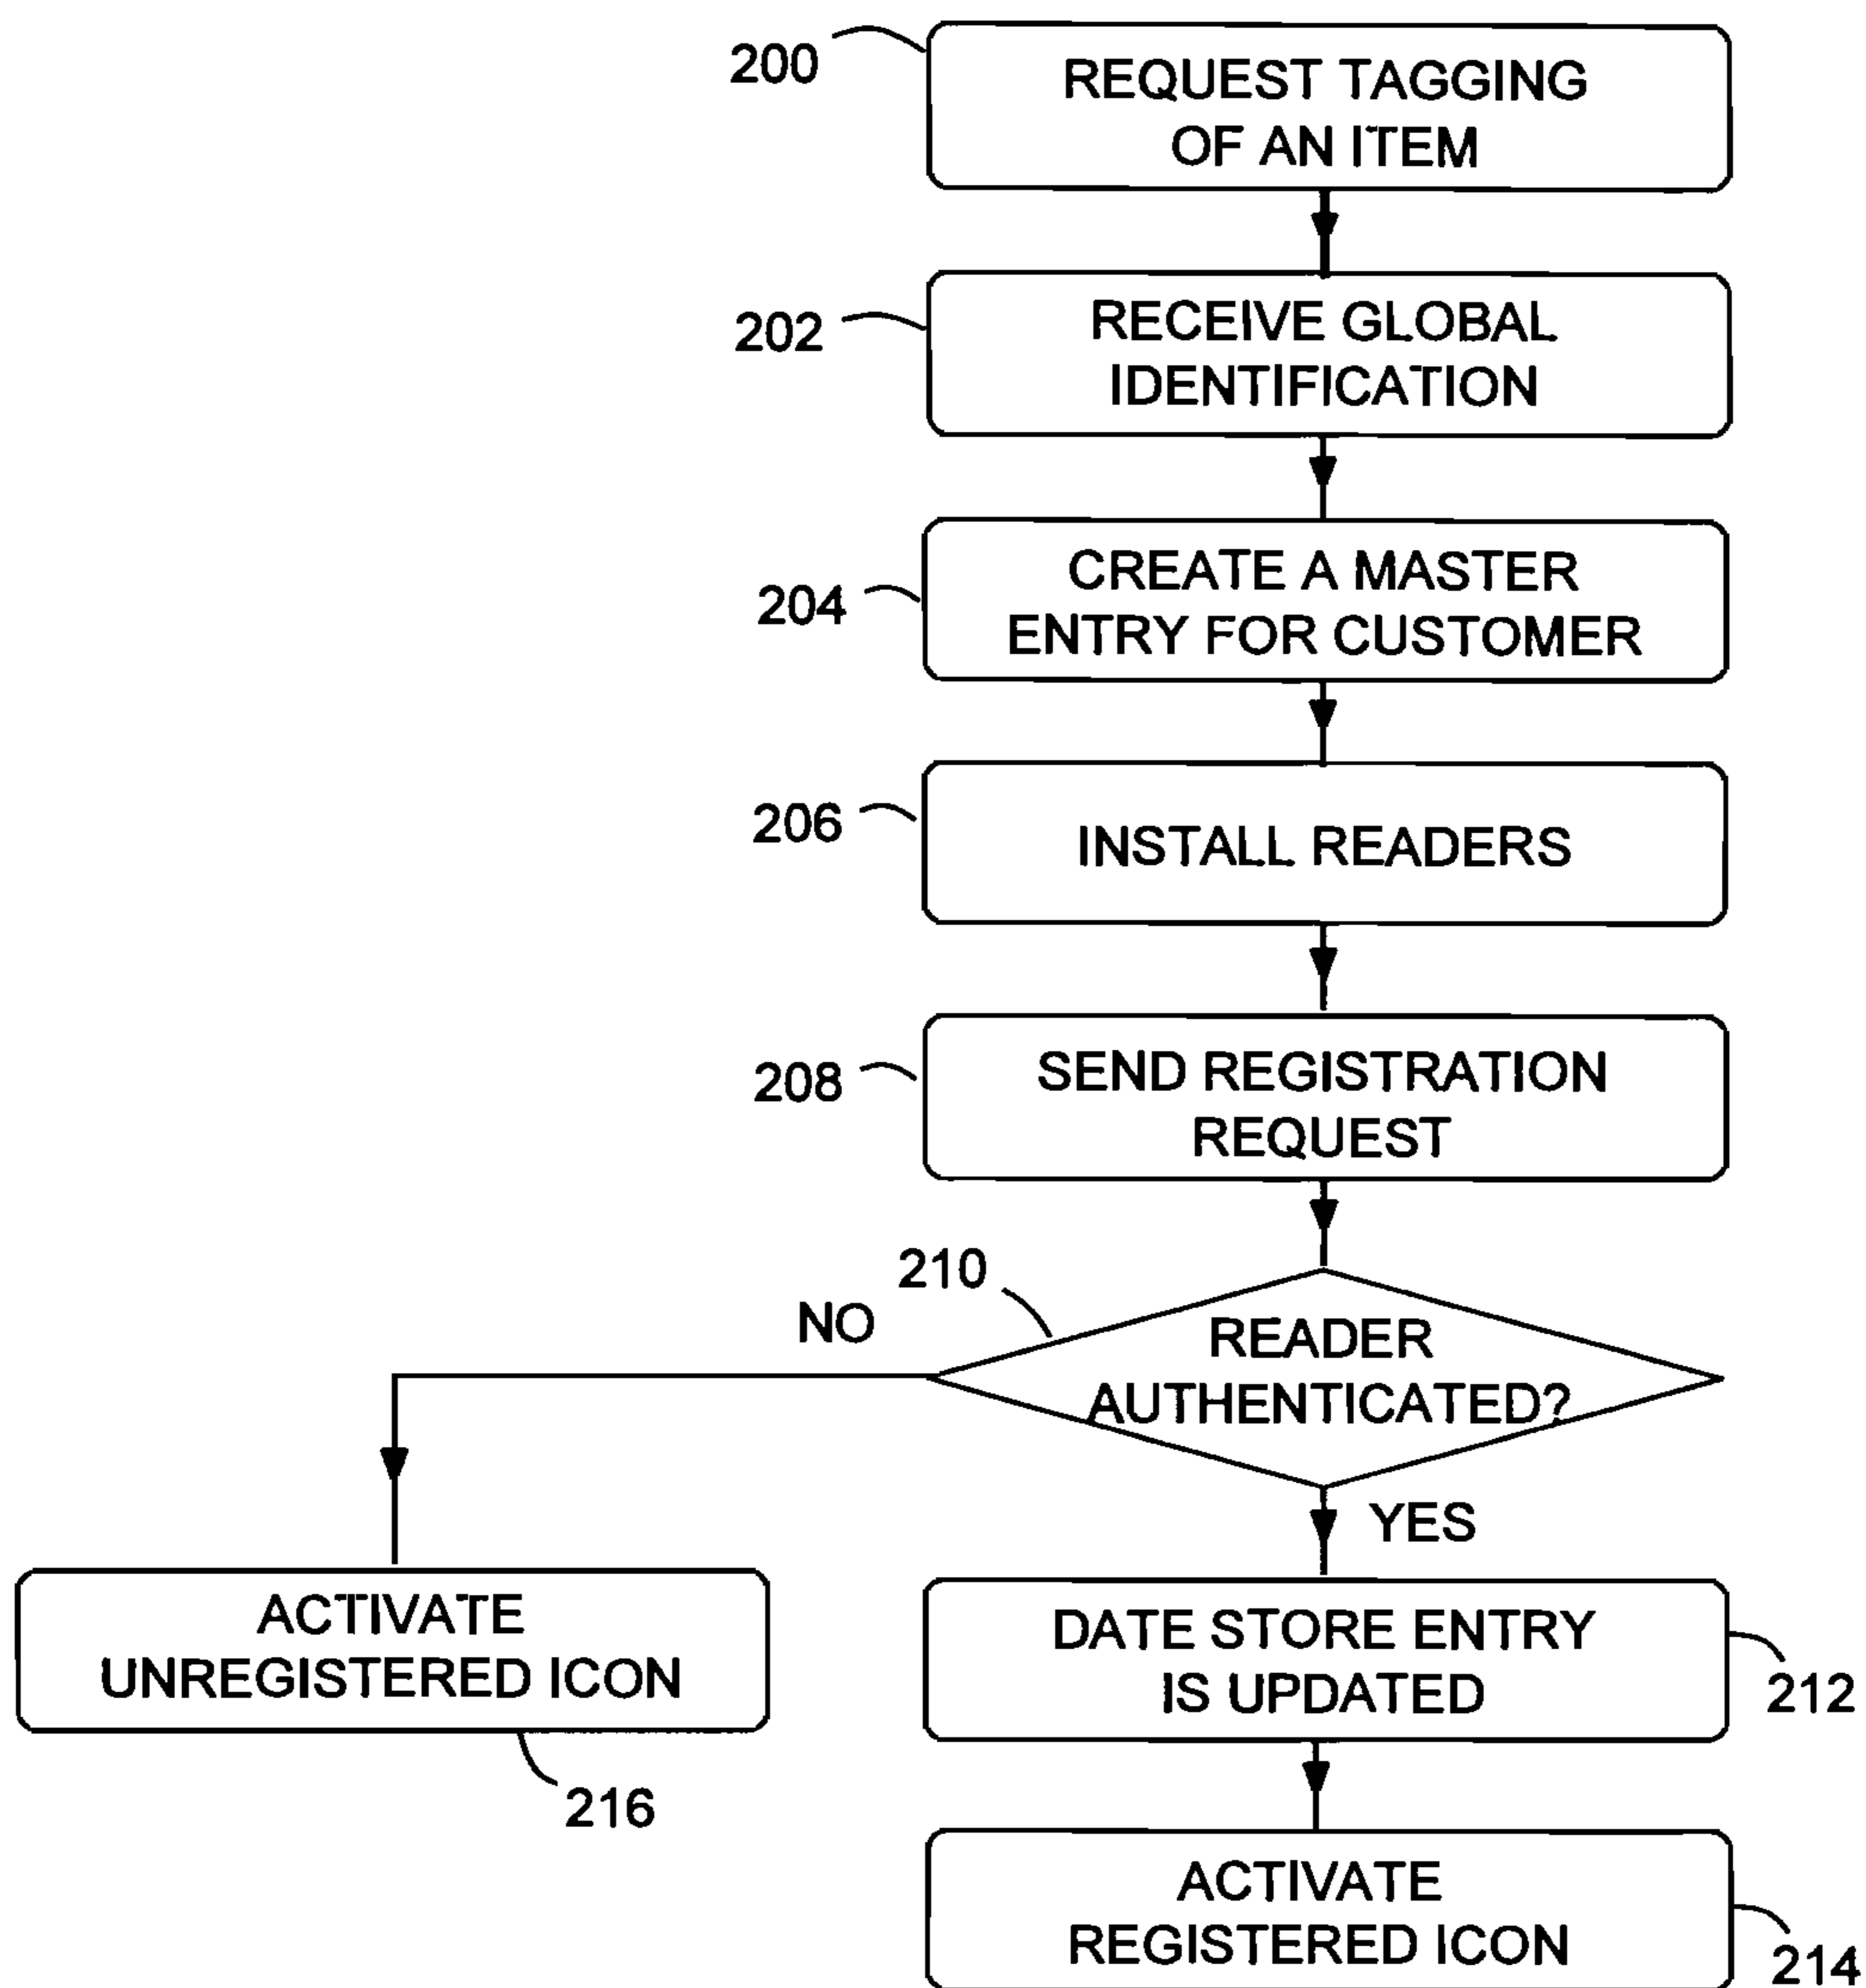 200
REQUEST TAGGING
OF AN ITEM
202
RECEIVE GLOBAL
IDENTIFICATION
204
CREATE A MASTER
ENTRY FOR CUSTOMER
206
INSTALL READERS
208
SEND REGISTRATION
REQUEST
210
NO
READER
AUTHENTICATED?
YES
ACTIVATE
UNREGISTERED ICON
216
DATE STORE ENTRY
IS UPDATED
212
ACTIVATE
REGISTERED ICON
214